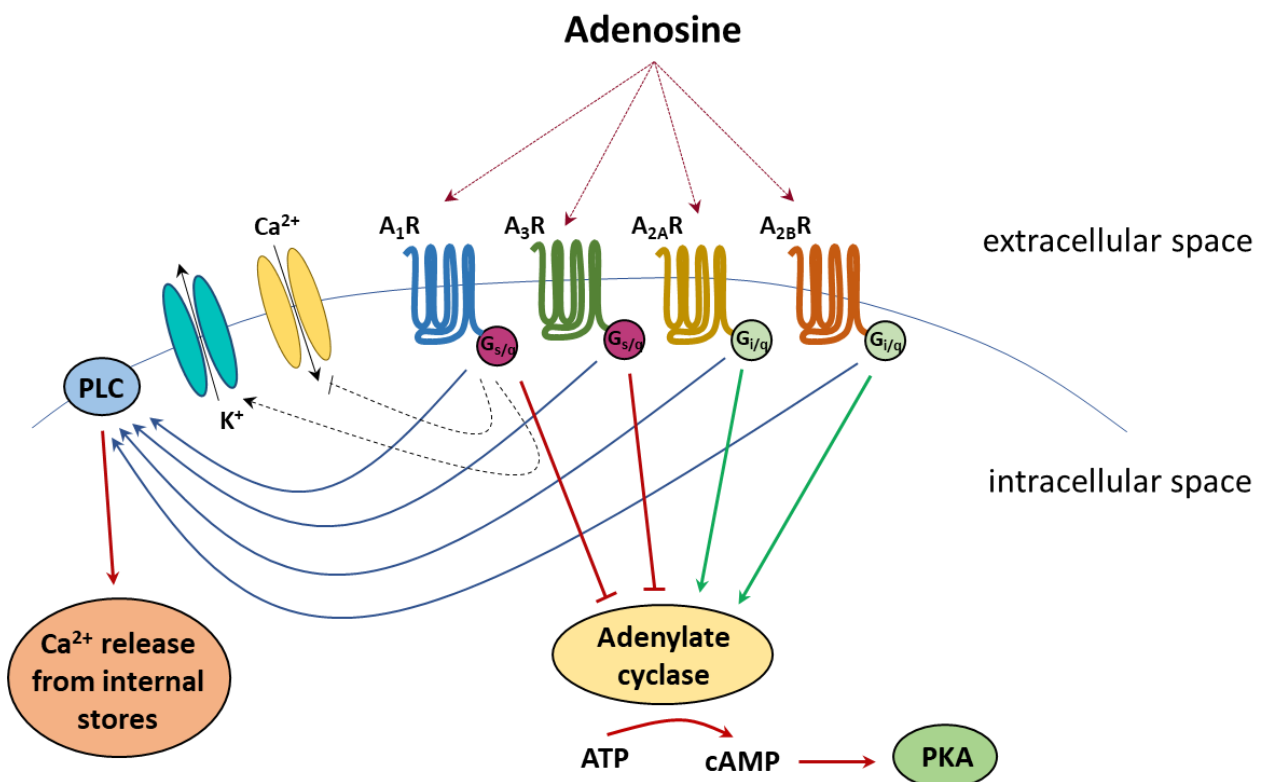 Adenosine
Ca²⁺
A₁R
A₃R
A₂AR
A₂BR
extracellular space
Gs/q
Gs/q
Gi/q
Gi/q
PLC
K⁺
intracellular space
Ca²⁺ release
from internal
stores
Adenylate
cyclase
ATP
cAMP
PKA